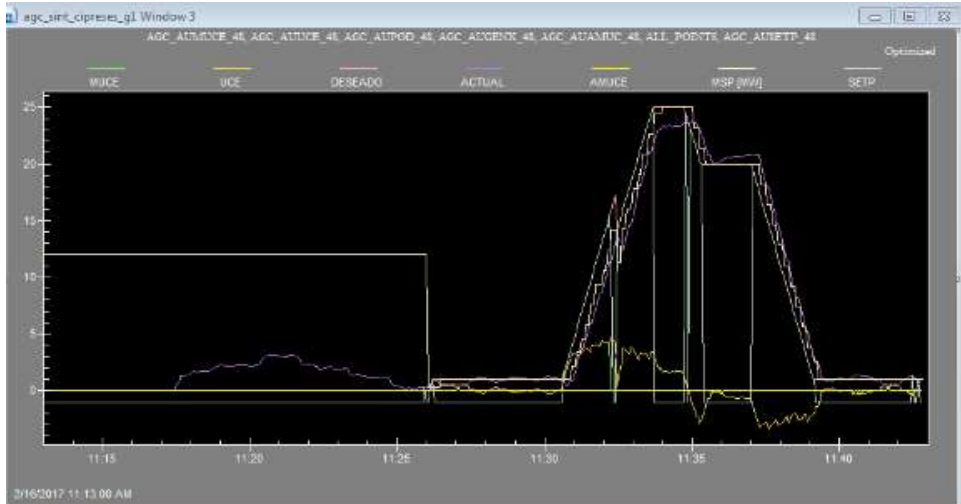 agc_sint_cipreses_g1 Window 3
AGC_AUMUCE_48, AGC_AUUCE_48, AGC_AUPOD_48, AGC_AUGENX_48, AGC_AUAMUC_48, ALL_POINTS, AGC_AUSETP_48
Optimized
MUCE UCE DESEADO ACTUAL AMUCE MSP [MW] SETP
25
20
15
10
5
0
11:15 11:20 11:25 11:30 11:35 11:40
2/16/2017 11:13:00 AM